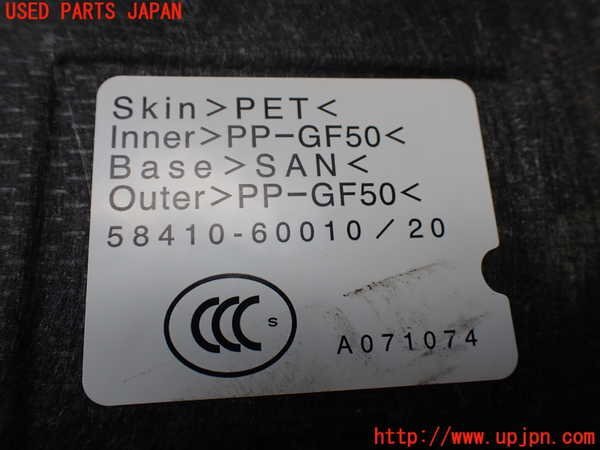 USED PARTS JAPAN
Skin>PET<
Inner>PP-GF50<
Base>SAN<
Outer>PP-GF50<
58410-60010/20
CCC S
A071074
http://www.upjpn.com